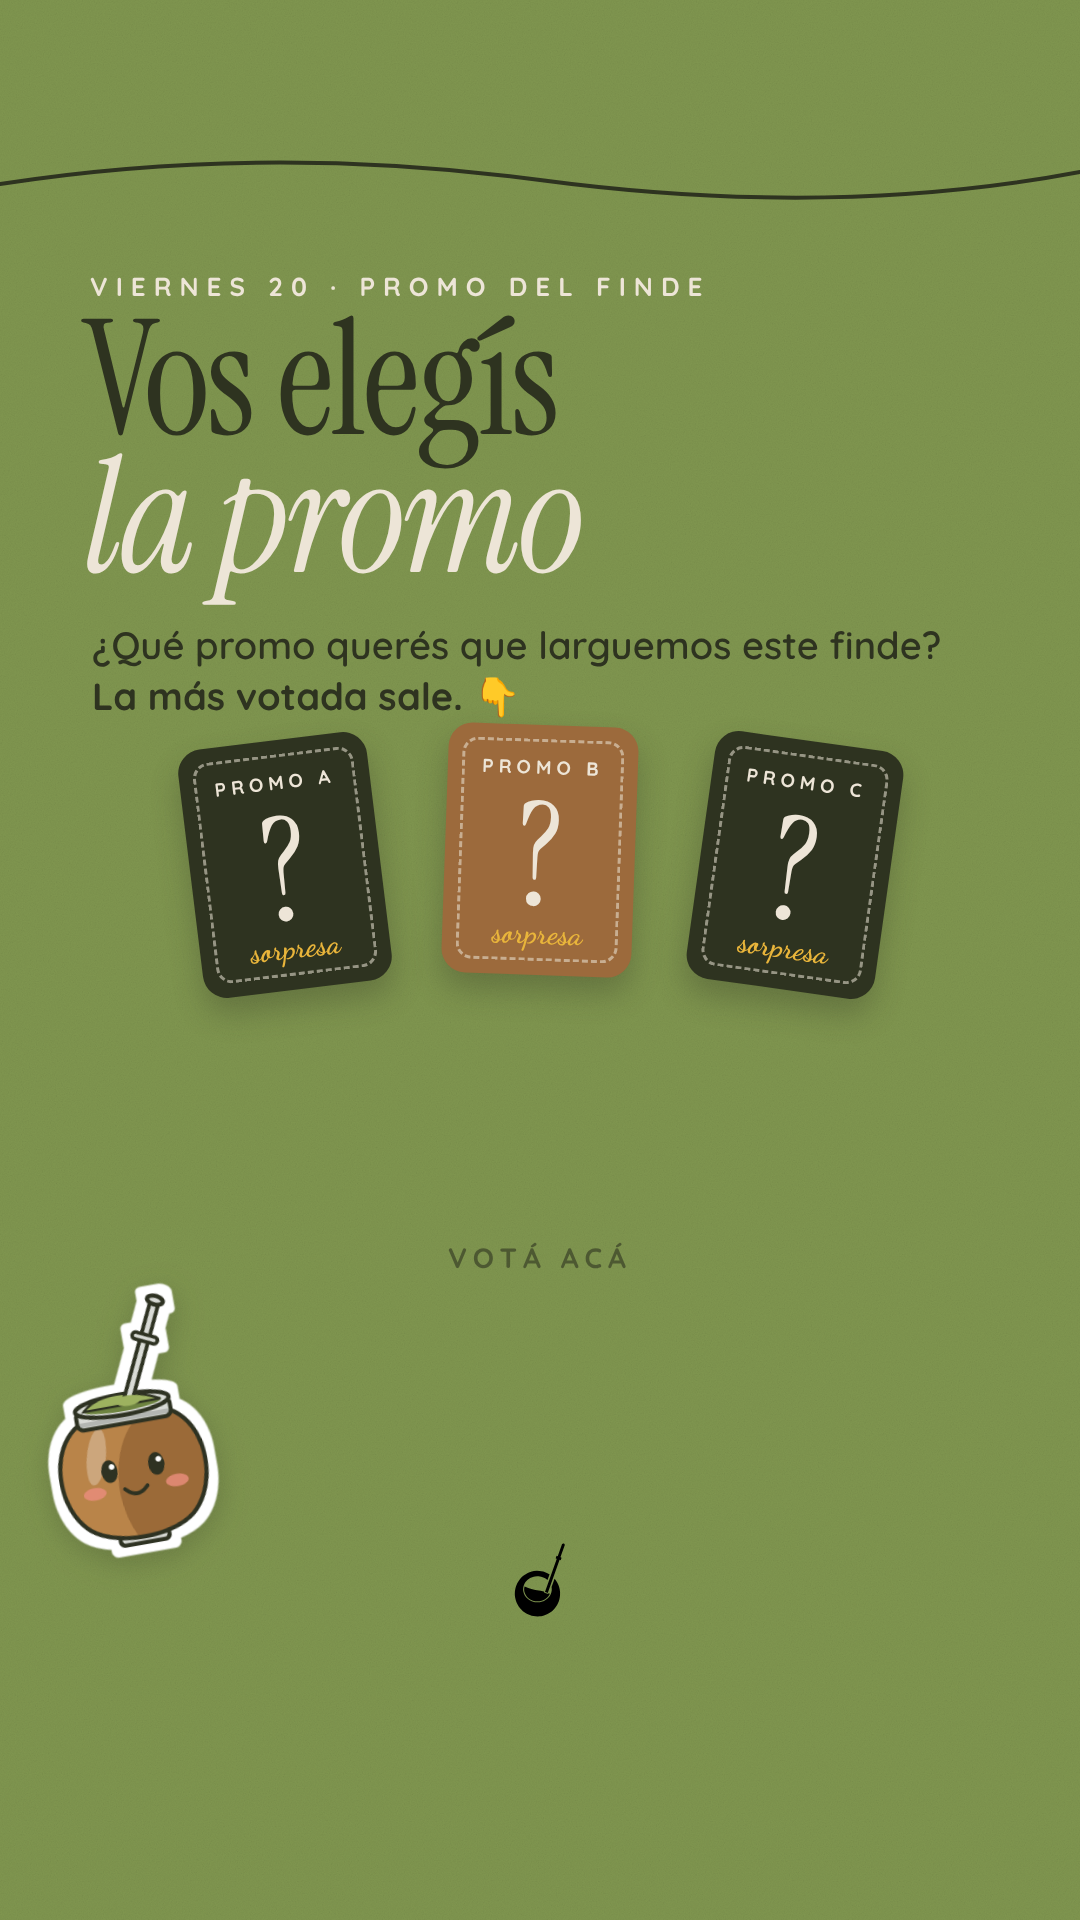 VIERNES 20 · PROMO DEL FINDE
Vos elegís
la promo
¿Qué promo querés que larguemos este finde?
La más votada sale. 👇
PROMO A
?
sorpresa
PROMO B
?
sorpresa
PROMO C
?
sorpresa
VOTÁ ACÁ